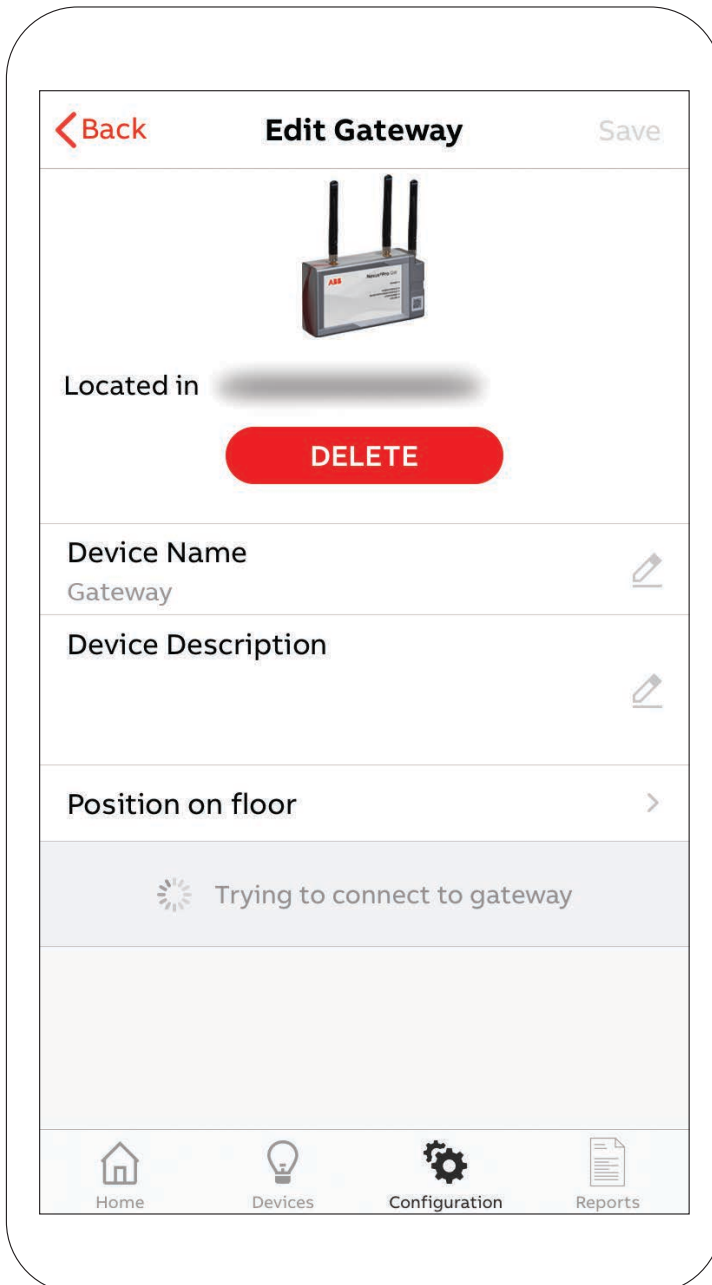 Back
Edit Gateway
Save
ABB
Located in
DELETE
Device Name
Gateway
Device Description
Position on floor
Trying to connect to gateway
Home
Devices
Configuration
Reports